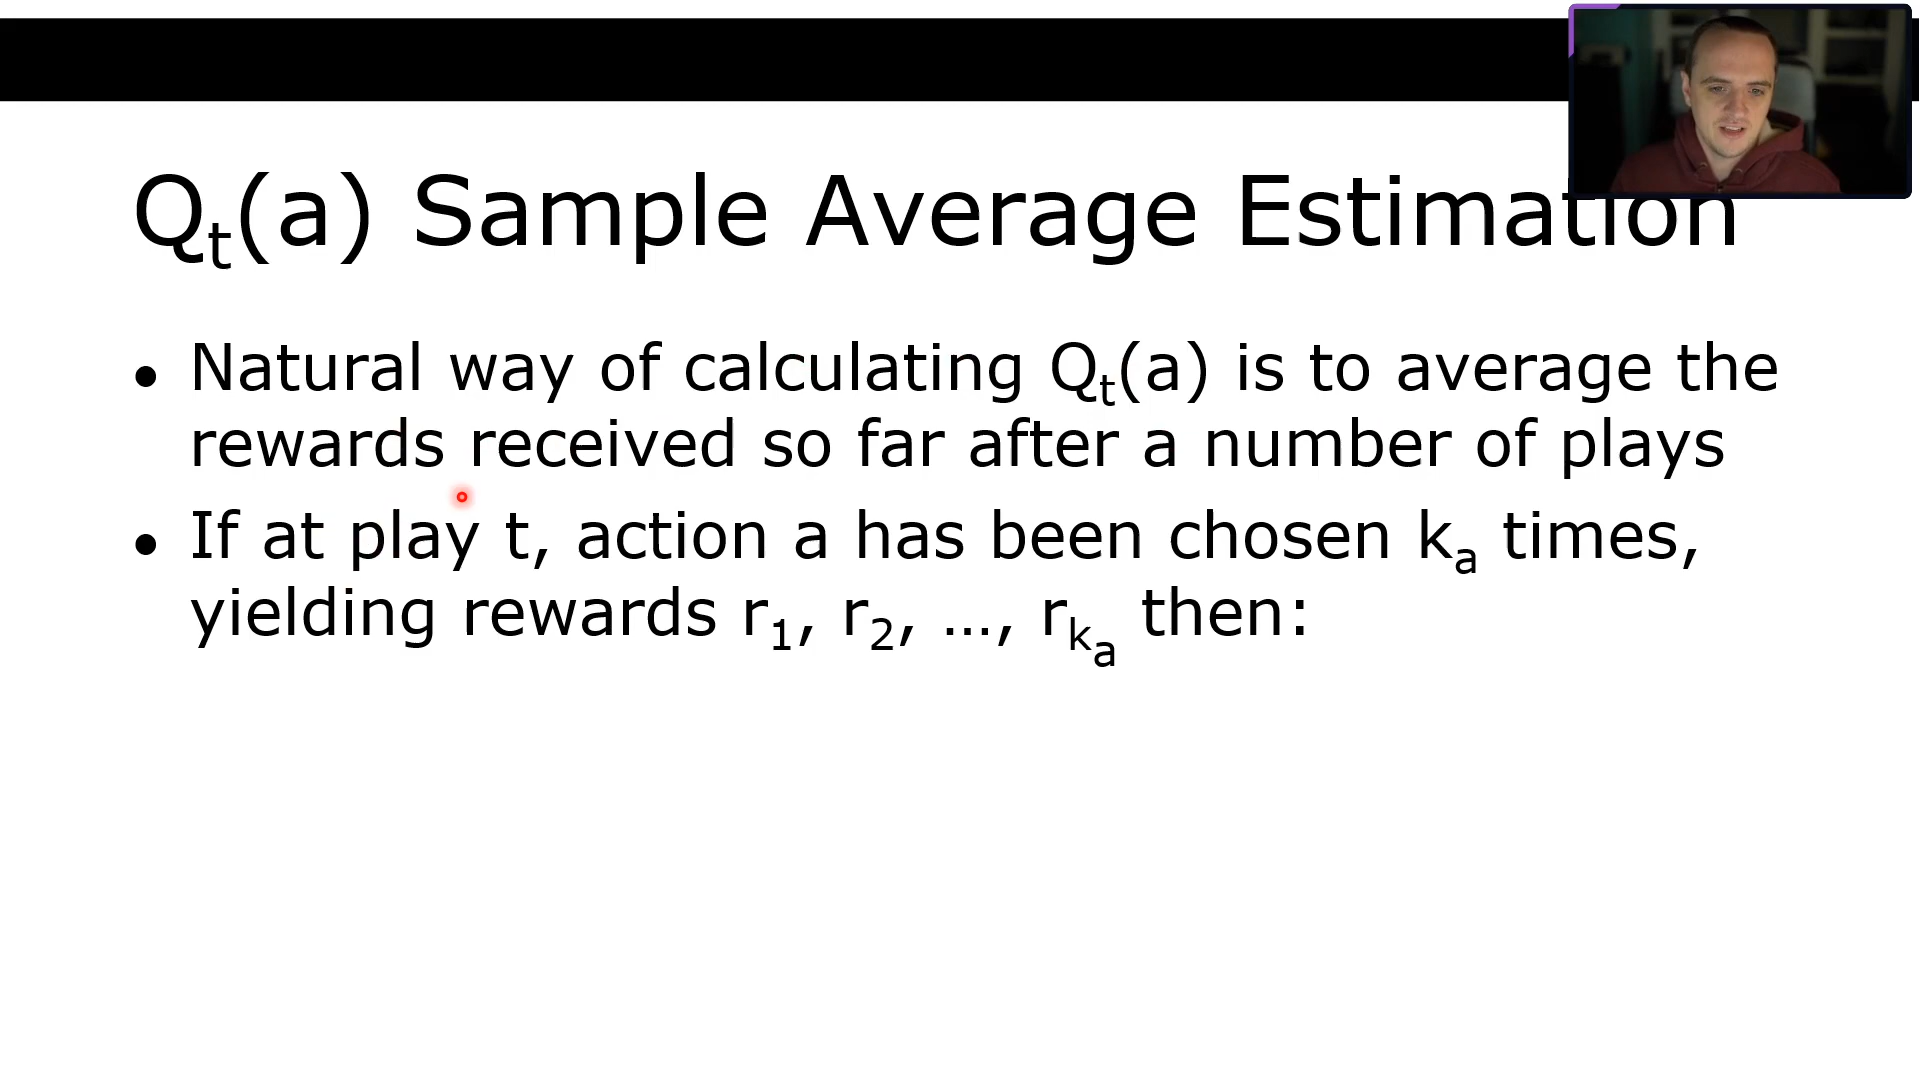 Qt(a) Sample Average Estimation
• Natural way of calculating Qt(a) is to average the
rewards received so far after a number of plays
• If at play t, action a has been chosen ka times,
yielding rewards r1, r2, …, rka then: